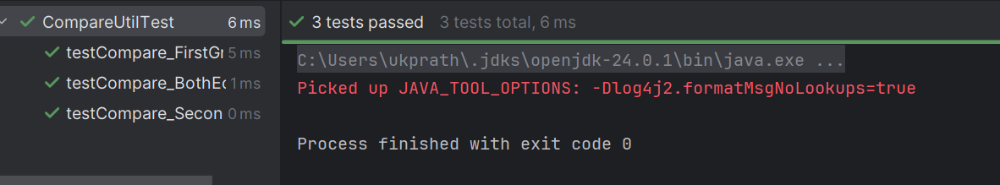 CompareUtilTest 6 ms
testCompare_FirstGr 5 ms
testCompare_BothEc 1 ms
testCompare_Secon 0 ms
3 tests passed 3 tests total, 6 ms
C:\Users\ukprath\.jdks\openjdk-24.0.1\bin\java.exe ...
Picked up JAVA_TOOL_OPTIONS: -Dlog4j2.formatMsgNoLookups=true
Process finished with exit code 0